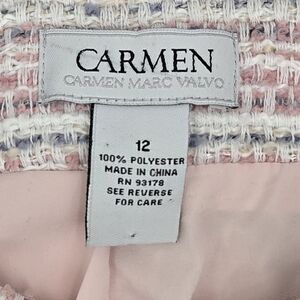 CARMEN
CARMEN MARC VALVO
12
100% POLYESTER
MADE IN CHINA
RN 93178
SEE REVERSE
FOR CARE